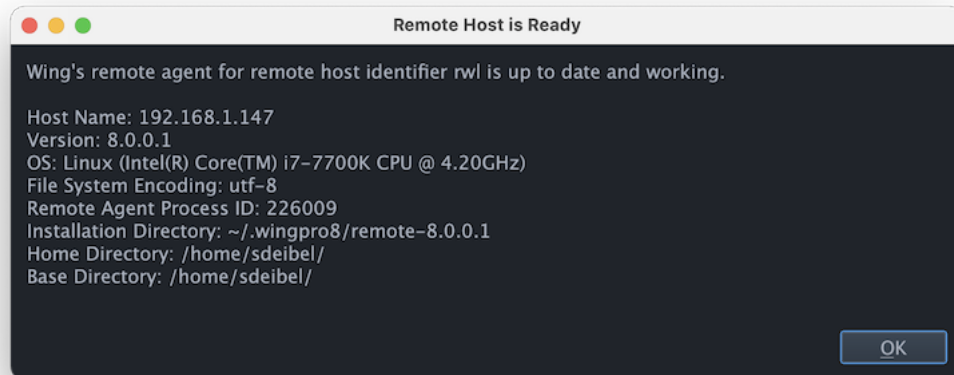 Remote Host is Ready
Wing's remote agent for remote host identifier rwl is up to date and working.
Host Name: 192.168.1.147
Version: 8.0.0.1
OS: Linux (Intel(R) Core(TM) i7-7700K CPU @ 4.20GHz)
File System Encoding: utf-8
Remote Agent Process ID: 226009
Installation Directory: ~/.wingpro8/remote-8.0.0.1
Home Directory: /home/sdeibel/
Base Directory: /home/sdeibel/
OK